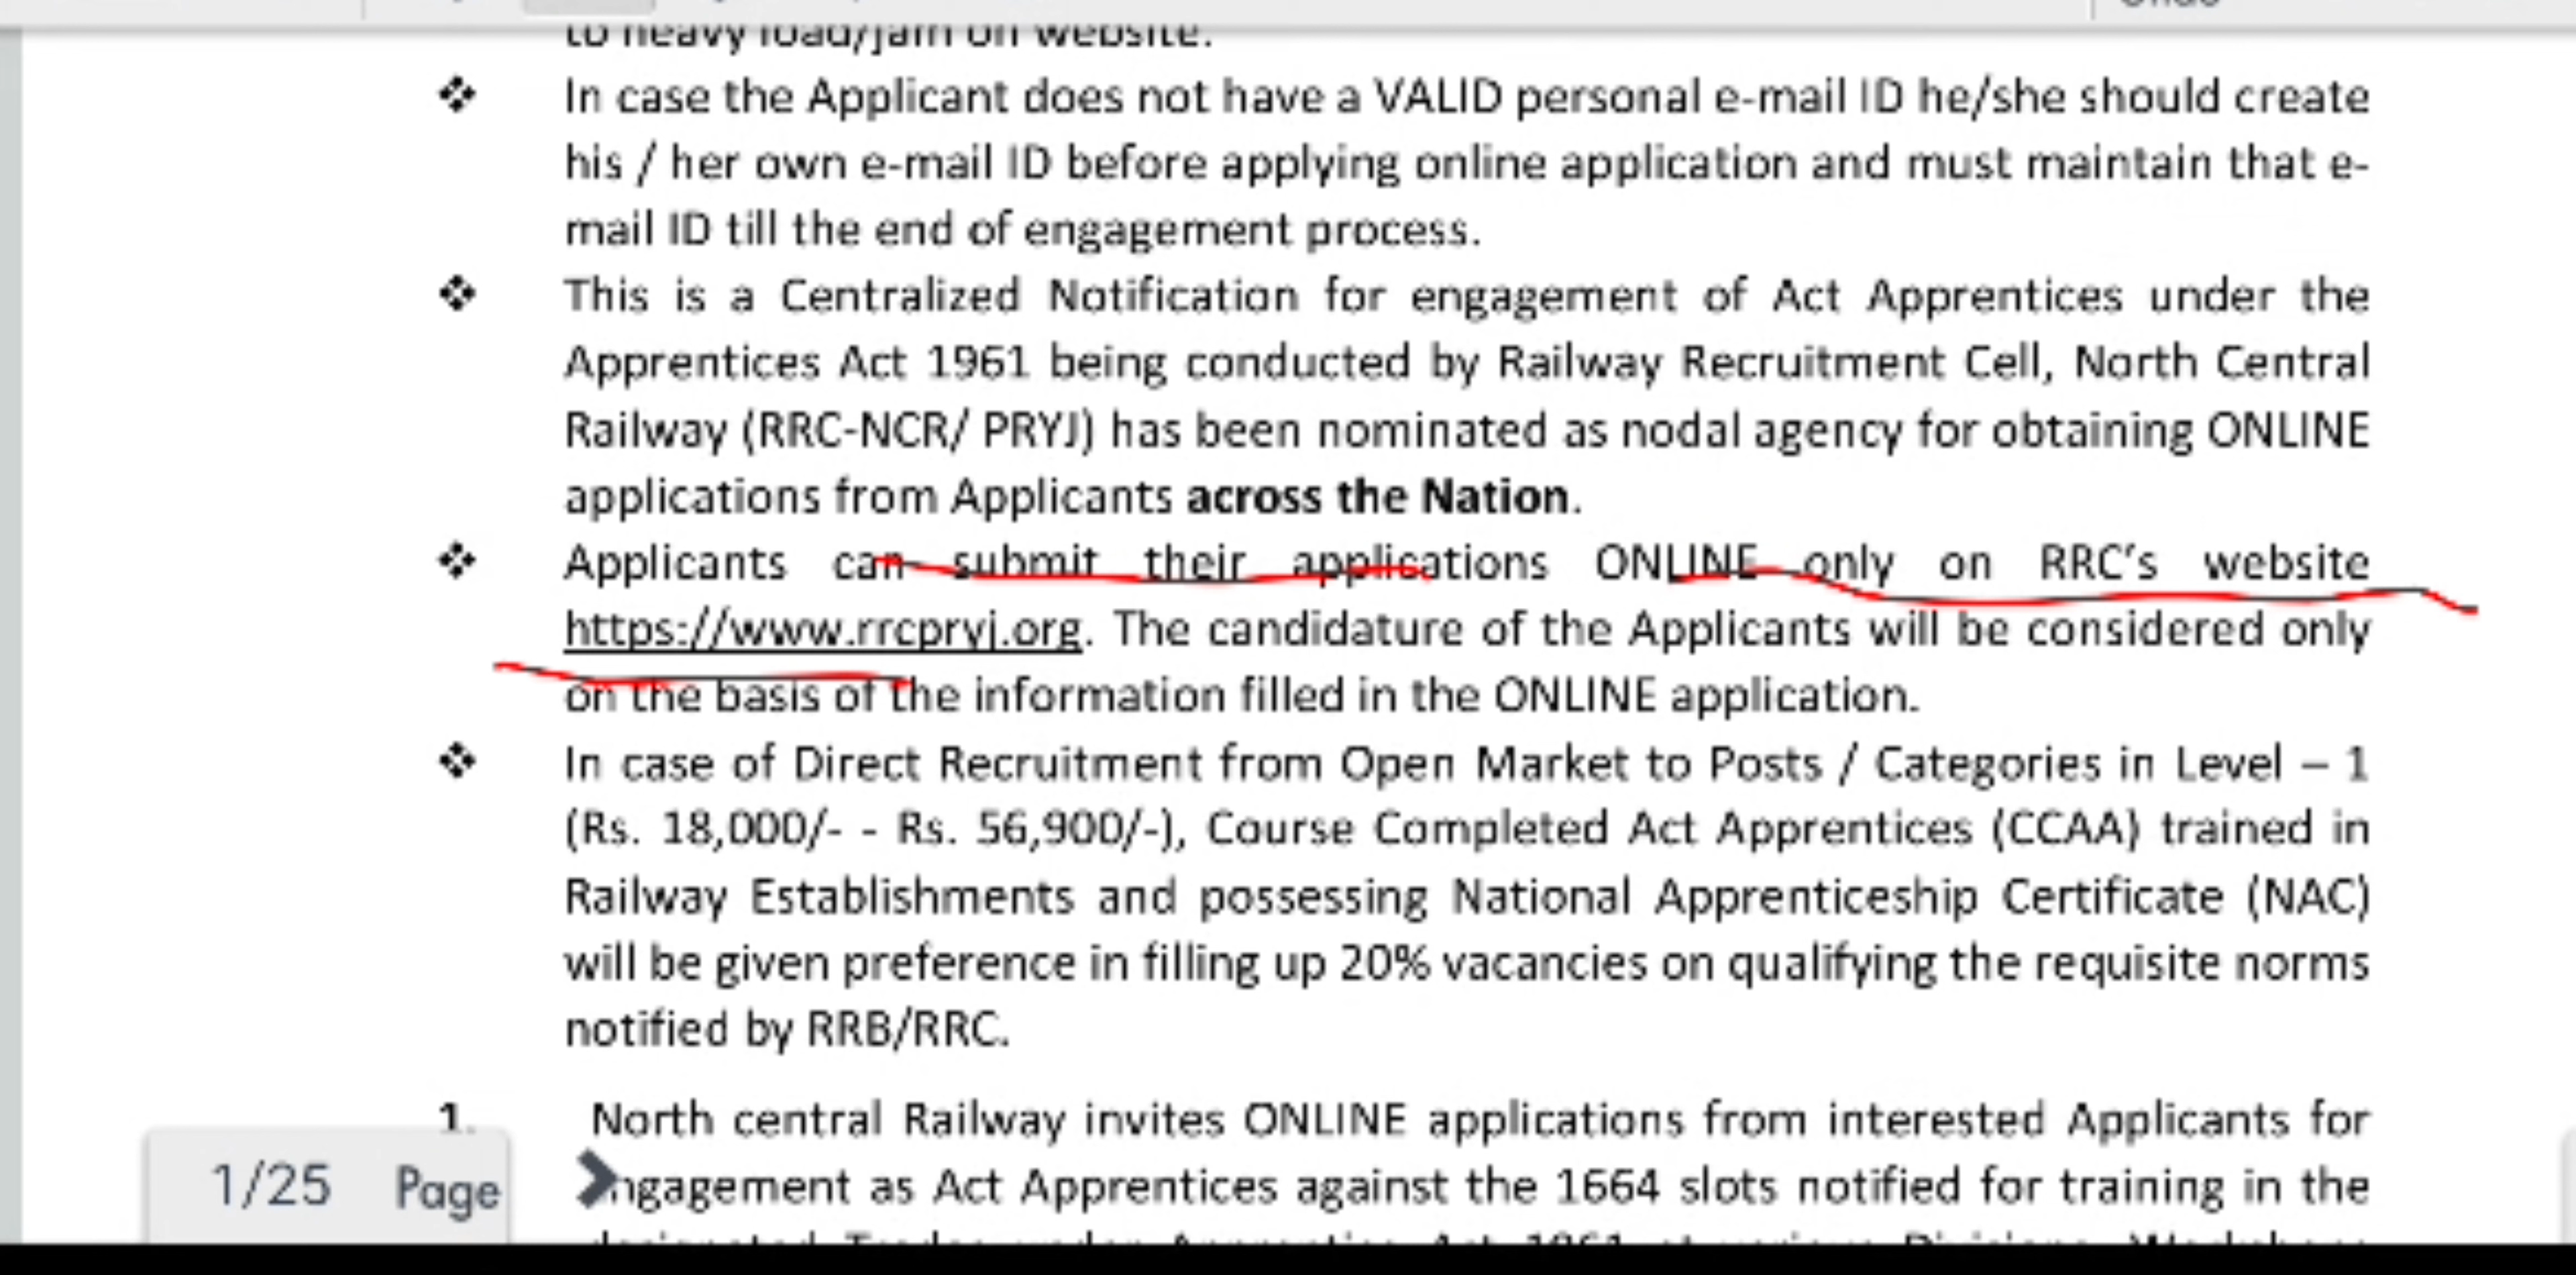 to heavy load/jam on website.
❖ In case the Applicant does not have a VALID personal e-mail ID he/she should create
his / her own e-mail ID before applying online application and must maintain that e-
mail ID till the end of engagement process.
❖ This is a Centralized Notification for engagement of Act Apprentices under the
Apprentices Act 1961 being conducted by Railway Recruitment Cell, North Central
Railway (RRC-NCR/ PRYJ) has been nominated as nodal agency for obtaining ONLINE
applications from Applicants across the Nation.
❖ Applicants can submit their applications ONLINE only on RRC's website
https://www.rrcpryj.org. The candidature of the Applicants will be considered only
on the basis of the information filled in the ONLINE application.
❖ In case of Direct Recruitment from Open Market to Posts / Categories in Level – 1
(Rs. 18,000/- - Rs. 56,900/-), Course Completed Act Apprentices (CCAA) trained in
Railway Establishments and possessing National Apprenticeship Certificate (NAC)
will be given preference in filling up 20% vacancies on qualifying the requisite norms
notified by RRB/RRC.
1. North central Railway invites ONLINE applications from interested Applicants for
ngagement as Act Apprentices against the 1664 slots notified for training in the
1/25 Page